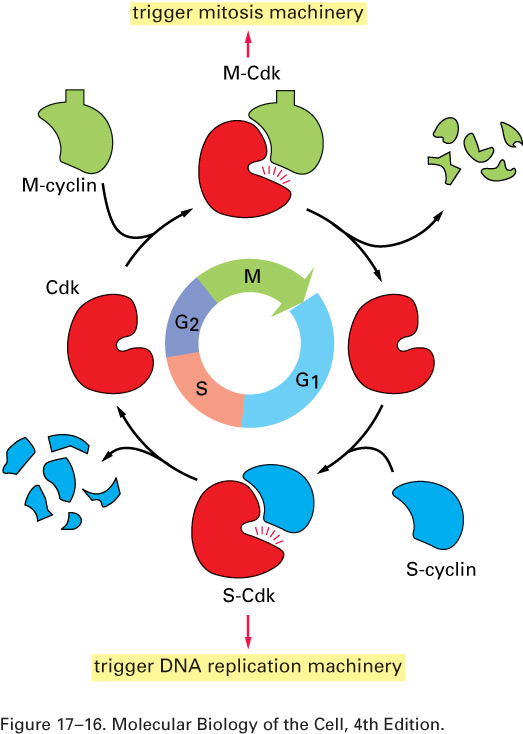 trigger mitosis machinery
M-Cdk
M-cyclin
Cdk
M
G2
S
G1
S-cyclin
S-Cdk
trigger DNA replication machinery
Figure 17–16. Molecular Biology of the Cell, 4th Edition.